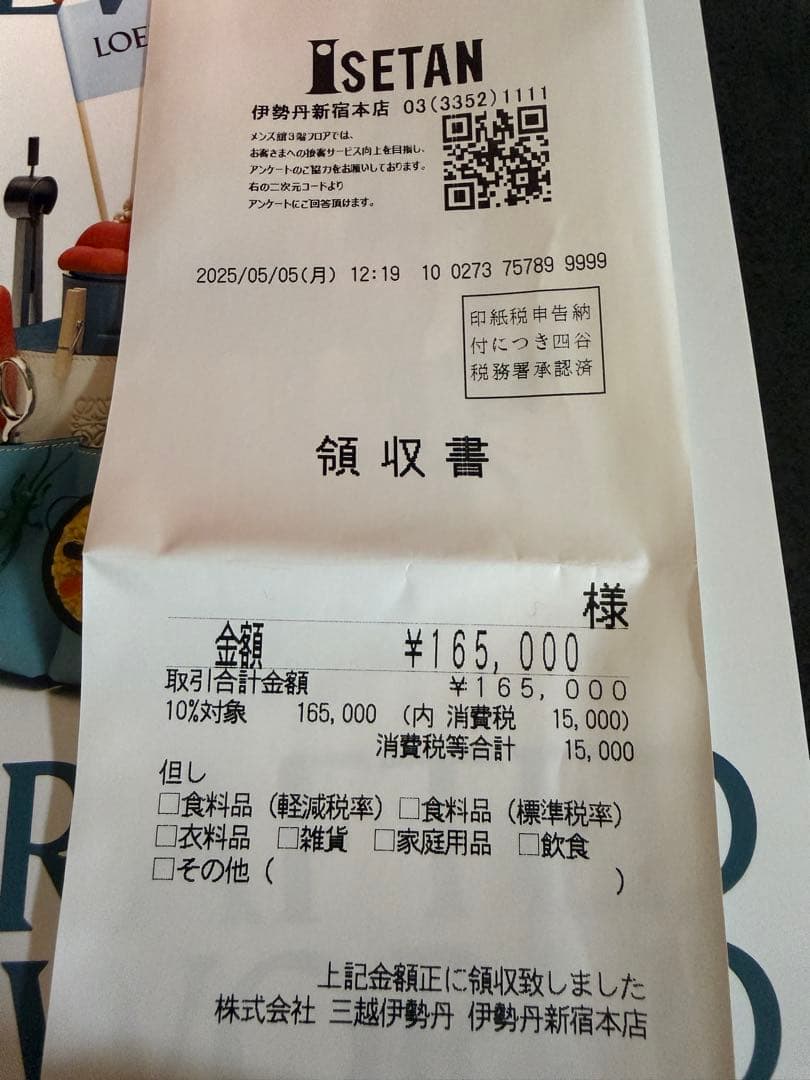 LOE
ISETAN
伊勢丹新宿本店 03(3352)1111
メンズ館3階フロアでは、
お客さまへの接客サービス向上を目指し、
アンケートのご協力をお願いしております。
右の二次元コードより
アンケートにご回答頂けます。
2025/05/05(月) 12:19 10 0273 75789 9999
印紙税申告納
付につき四谷
税務署承認済
領収書
様
金額 ¥165,000
取引合計金額 ¥165,000
10%対象 165,000 (内 消費税 15,000)
消費税等合計 15,000
但し
□食料品(軽減税率) □食料品(標準税率)
□衣料品 □雑貨 □家庭用品 □飲食
□その他( )
上記金額正に領収致しました
株式会社 三越伊勢丹 伊勢丹新宿本店